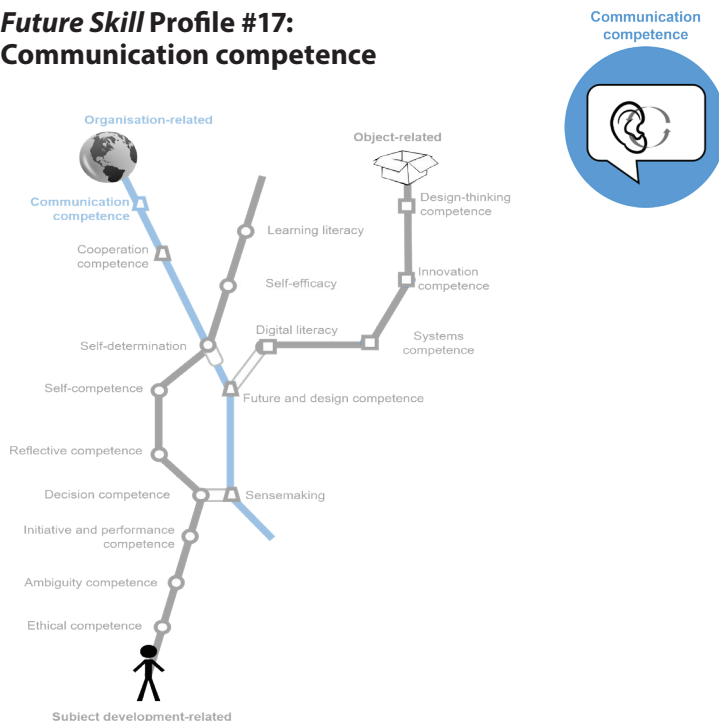 Future Skill Profile #17:
Communication competence
Communication
competence
Organisation-related
Object-related
Communication
competence
Design-thinking
competence
Learning literacy
Cooperation
competence
Innovation
competence
Self-efficacy
Digital literacy
Systems
competence
Self-determination
Self-competence
Future and design competence
Reflective competence
Decision competence
Sensemaking
Initiative and performance
competence
Ambiguity competence
Ethical competence
Subject development-related